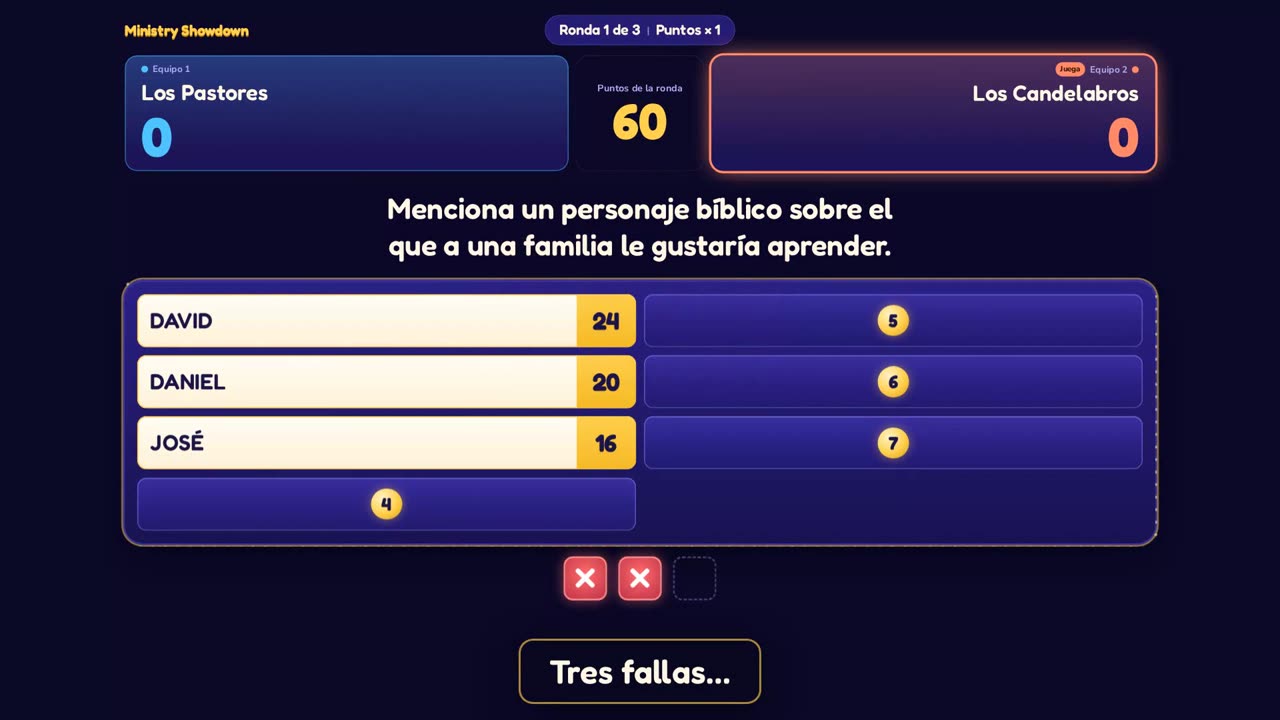 Ministry Showdown
Ronda 1 de 3 | Puntos × 1
Equipo 1
Los Pastores
0
Puntos de la ronda
60
Juega Equipo 2
Los Candelabros
0
Menciona un personaje bíblico sobre el
que a una familia le gustaría aprender.
DAVID 24
DANIEL 20
JOSÉ 16
4
5
6
7
Tres fallas...